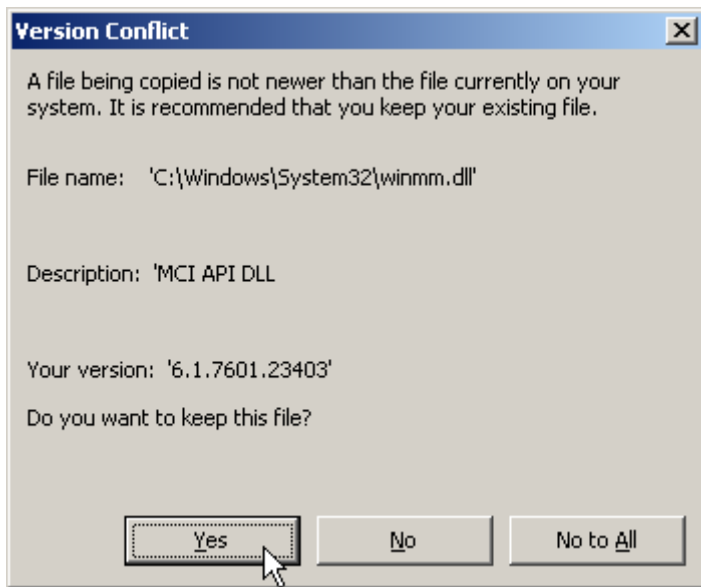 Version Conflict
A file being copied is not newer than the file currently on your
system. It is recommended that you keep your existing file.
File name: 'C:\Windows\System32\winmm.dll'
Description: 'MCI API DLL
Your version: '6.1.7601.23403'
Do you want to keep this file?
Yes No No to All